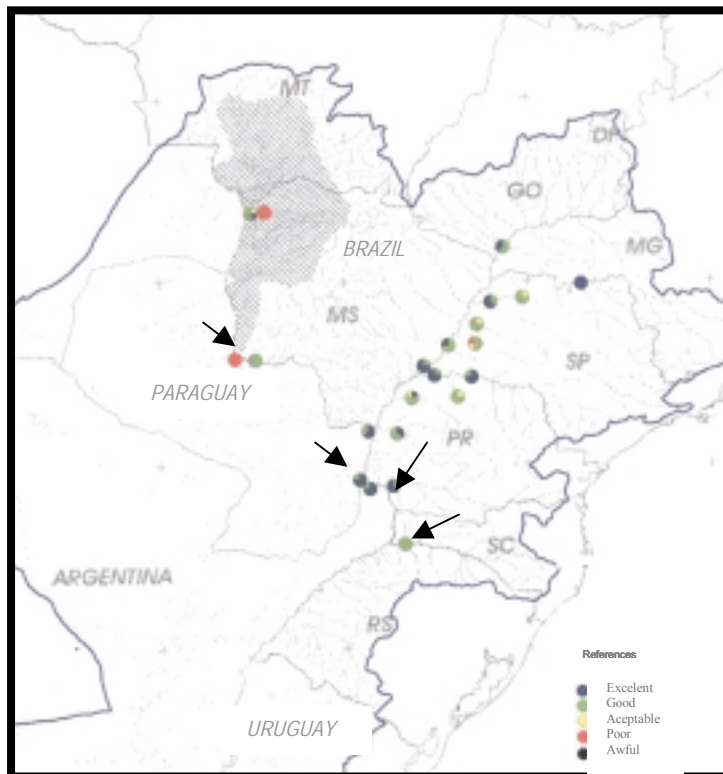 MT
DF
GO
MG
BRAZIL
MS
SP
PARAGUAY
PR
SC
ARGENTINA
RS
References
Excelent
Good
Aceptable
Poor
Awful
URUGUAY